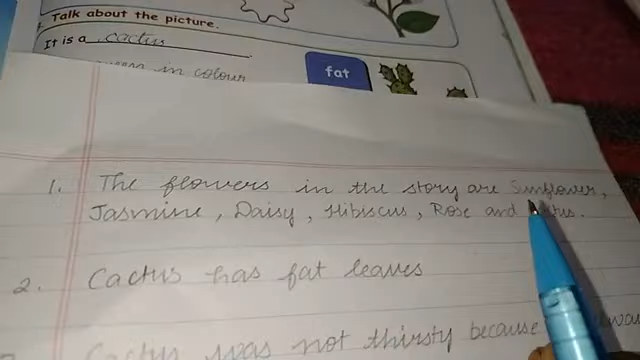 Talk about the picture.
It is a cactus
in colour
fat
1. The flowers in the story are Sunflower,
Jasmine, Daisy, Hibiscus, Rose and
2. Cactus has fat leaves
Cactus was not thirsty because